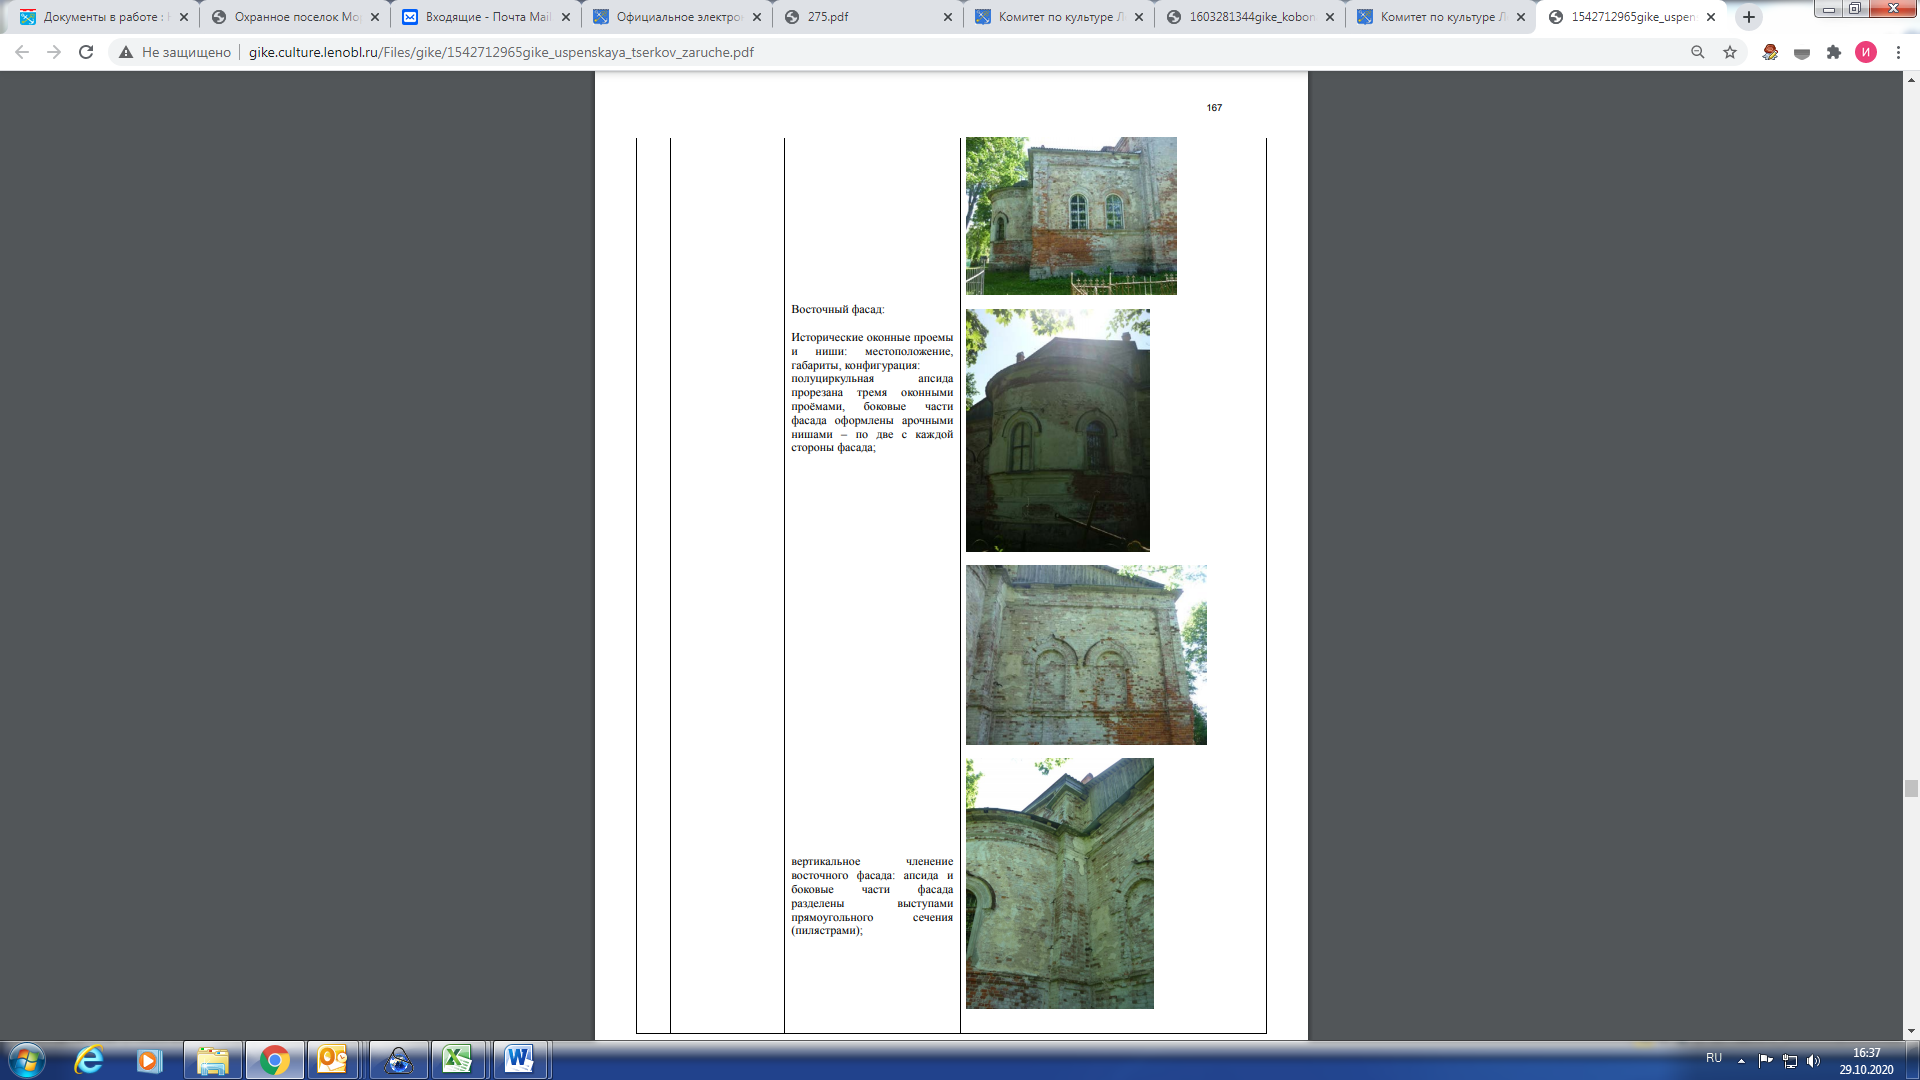 Документы в работе :
Охранное поселок Мо
Входящие - Почта Mail
Официальное электро
275.pdf
Комитет по культуре Л
1603281344gike_kobon
Комитет по культуре Л
1542712965gike_uspen
Не защищено
gike.culture.lenobl.ru/Files/gike/1542712965gike_uspenskaya_tserkov_zaruche.pdf
И
167
Восточный фасад:
Исторические оконные проемы
и ниши: местоположение,
габариты, конфигурация:
полуциркульная апсида
прорезана тремя оконными
проёмами, боковые части
фасада оформлены арочными
нишами – по две с каждой
стороны фасада;
вертикальное членение
восточного фасада: апсида и
боковые части фасада
разделены выступами
прямоугольного сечения
(пилястрами);
RU
16:37
29.10.2020